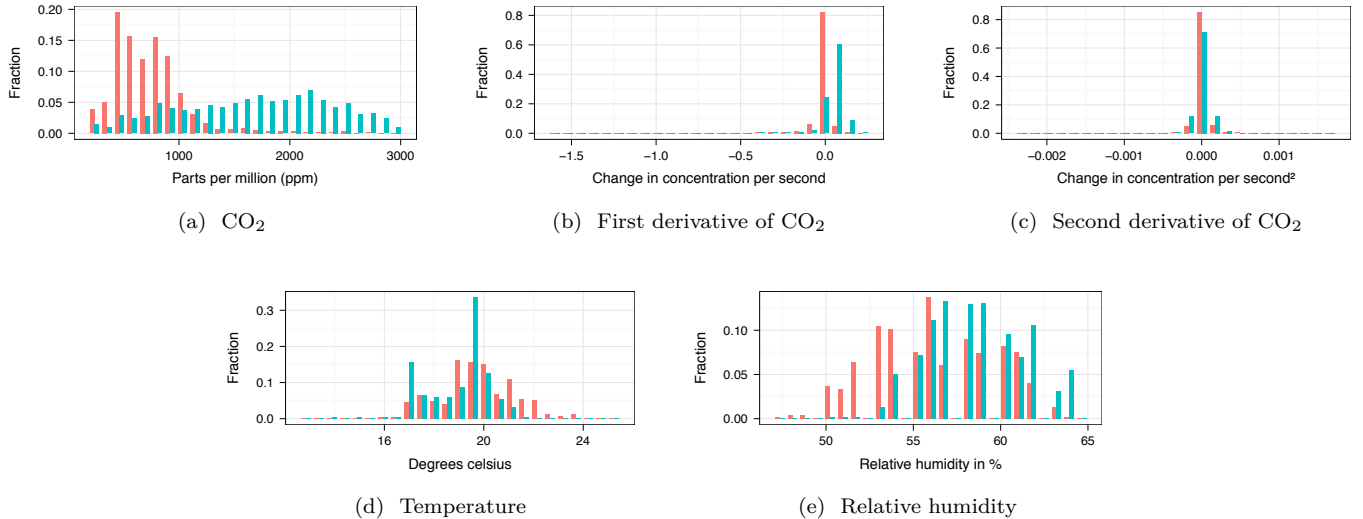 0.20
0.15
0.10
0.05
0.00
Fraction
1000 2000 3000
Parts per million (ppm)
(a) CO₂
0.8
0.6
0.4
0.2
0.0
Fraction
−1.5 −1.0 −0.5 0.0
Change in concentration per second
(b) First derivative of CO₂
0.8
0.6
0.4
0.2
0.0
Fraction
−0.002 −0.001 0.000 0.001
Change in concentration per second²
(c) Second derivative of CO₂
0.3
0.2
0.1
0.0
Fraction
16 20 24
Degrees celsius
(d) Temperature
0.10
0.05
0.00
Fraction
50 55 60 65
Relative humidity in %
(e) Relative humidity